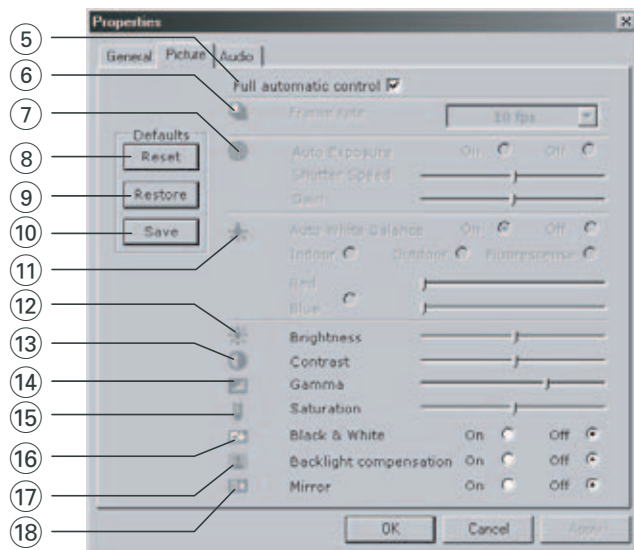 Properties
General Picture Audio
5 Full automatic control
6 Frame Rate 10 fps
Defaults
7 Auto Exposure On Off
8 Reset
Shutter Speed
9 Restore
Gain
10 Save
11 Auto White Balance On Off
Indoor Outdoor Fluorescense
Red
Blue
12 Brightness
13 Contrast
14 Gamma
15 Saturation
16 Black & White On Off
17 Backlight compensation On Off
18 Mirror On Off
OK Cancel Apply